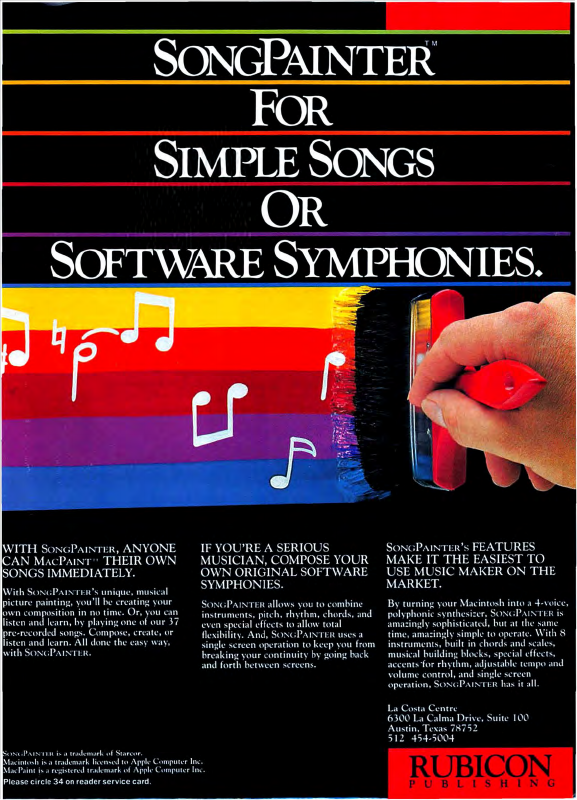 SONGPAINTER™
FOR
SIMPLE SONGS
OR
SOFTWARE SYMPHONIES.
WITH SONGPAINTER, ANYONE
CAN MACPAINT™ THEIR OWN
SONGS IMMEDIATELY.
With SONGPAINTER's unique, musical
picture painting, you'll be creating your
own composition in no time. Or, you can
listen and learn, by playing one of our 37
pre-recorded songs. Compose, create, or
listen and learn. All done the easy way,
with SONGPAINTER.
IF YOU'RE A SERIOUS
MUSICIAN, COMPOSE YOUR
OWN ORIGINAL SOFTWARE
SYMPHONIES.
SONGPAINTER allows you to combine
instruments, pitch, rhythm, chords, and
even special effects to allow total
flexibility. And, SONGPAINTER uses a
single screen operation to keep you from
breaking your continuity by going back
and forth between screens.
SONGPAINTER'S FEATURES
MAKE IT THE EASIEST TO
USE MUSIC MAKER ON THE
MARKET.
By turning your Macintosh into a 4-voice,
polyphonic synthesizer, SONGPAINTER is
amazingly sophisticated, but at the same
time, amazingly simple to operate. With 8
instruments, built in chords and scales,
musical building blocks, special effects,
accents for rhythm, adjustable tempo and
volume control, and single screen
operation, SONGPAINTER has it all.
La Costa Centre
6300 La Calma Drive, Suite 100
Austin, Texas 78752
512 454-5004
SONGPAINTER is a trademark of Starcor.
Macintosh is a trademark licensed to Apple Computer Inc.
MacPaint is a registered trademark of Apple Computer Inc.
Please circle 34 on reader service card.
RUBICON
PUBLISHING